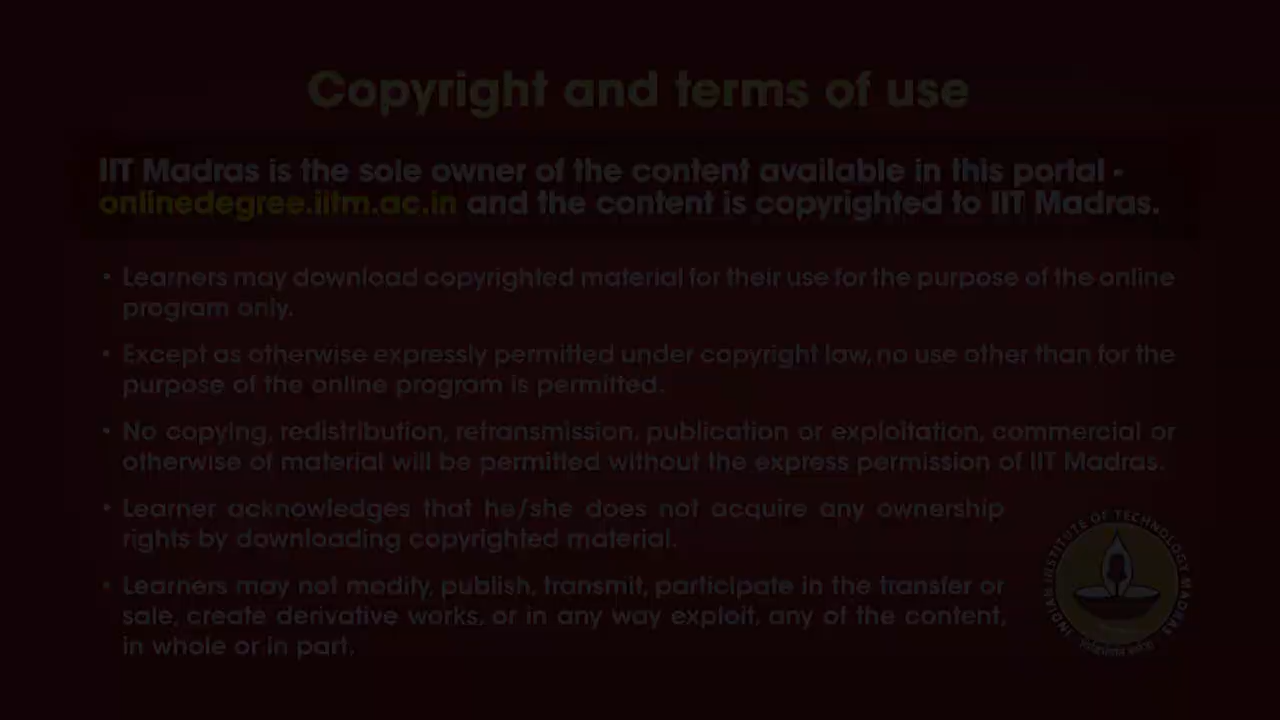 Copyright and terms of use
IIT Madras is the sole owner of the content available in this portal -
onlinedegree.iitm.ac.in and the content is copyrighted to IIT Madras.
• Learners may download copyrighted material for their use for the purpose of the online
program only.
• Except as otherwise expressly permitted under copyright law, no use other than for the
purpose of the online program is permitted.
• No copying, redistribution, retransmission, publication or exploitation, commercial or
otherwise of material will be permitted without the express permission of IIT Madras.
• Learner acknowledges that he/she does not acquire any ownership
rights by downloading copyrighted material.
• Learners may not modify, publish, transmit, participate in the transfer or
sale, create derivative works, or in any way exploit, any of the content,
in whole or in part.
INDIAN INSTITUTE OF TECHNOLOGY MADRAS